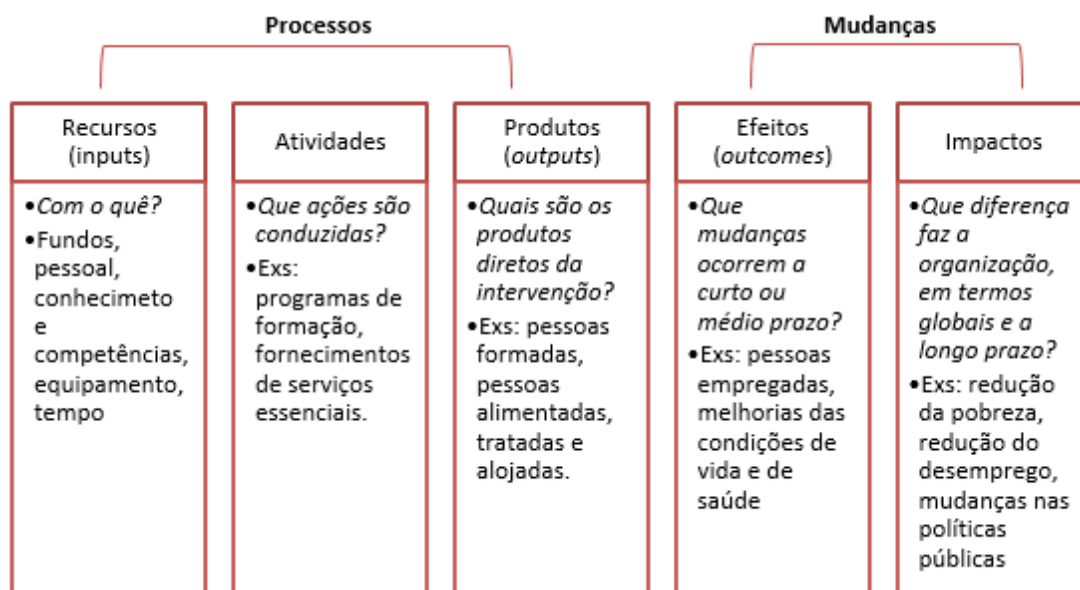 Processos
Mudanças
Recursos
(inputs)
•Com o quê?
•Fundos,
pessoal,
conhecimeto
e
competências,
equipamento,
tempo
Atividades
•Que ações são
conduzidas?
•Exs:
programas de
formação,
fornecimentos
de serviços
essenciais.
Produtos
(outputs)
•Quais são os
produtos
diretos da
intervenção?
•Exs: pessoas
formadas,
pessoas
alimentadas,
tratadas e
alojadas.
Efeitos
(outcomes)
•Que
mudanças
ocorrem a
curto ou
médio prazo?
•Exs: pessoas
empregadas,
melhorias das
condições de
vida e de
saúde
Impactos
•Que diferença
faz a
organização,
em termos
globais e a
longo prazo?
•Exs: redução
da pobreza,
redução do
desemprego,
mudanças nas
políticas
públicas